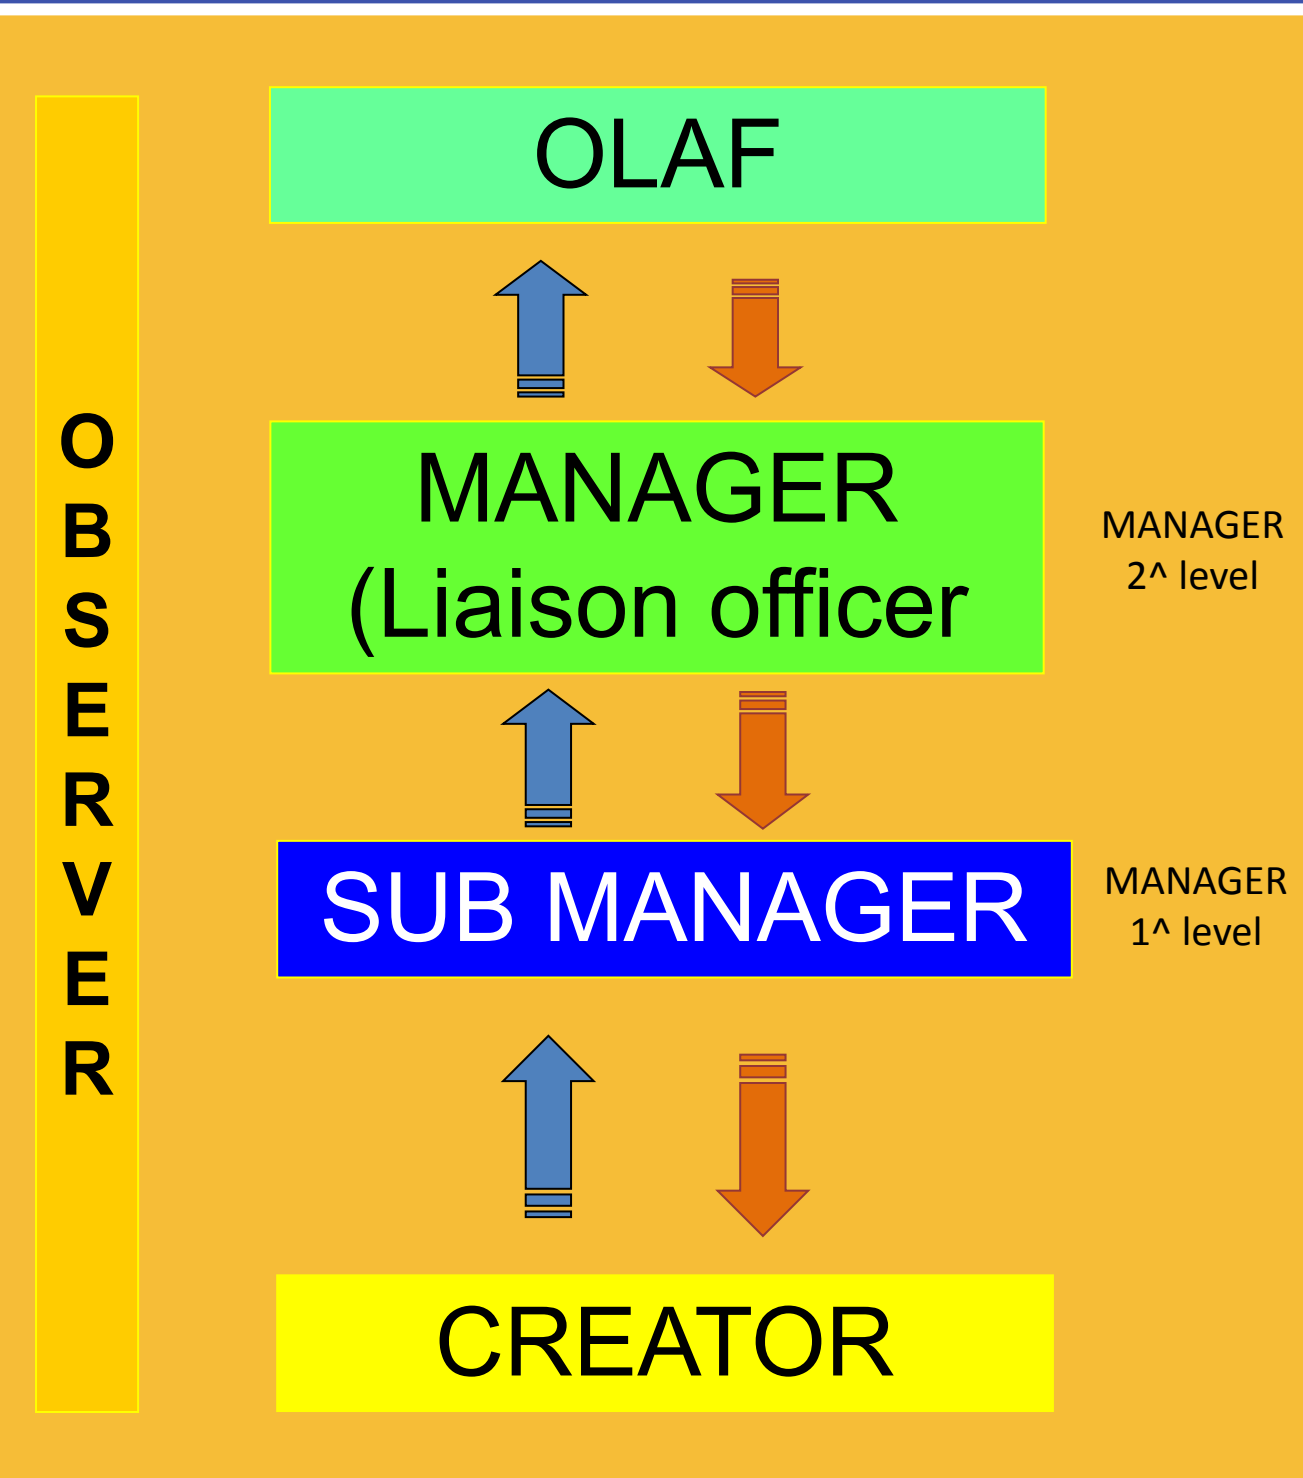 OBSERVER
OLAF
MANAGER
(Liaison officer
MANAGER
2^ level
SUB MANAGER
MANAGER
1^ level
CREATOR